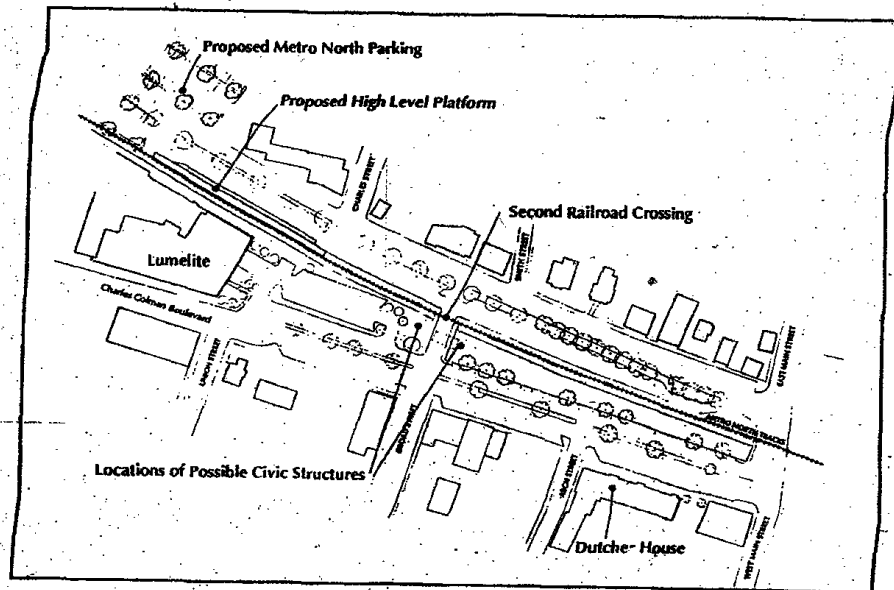 Proposed Metro North Parking
Proposed High Level Platform
CHARLES STREET
Second Railroad Crossing
SMITH STREET
Lumelite
Charles Colman Boulevard
UNION STREET
EAST MAIN STREET
METRO NORTH TRACKS
BROAD STREET
Locations of Possible Civic Structures
ARCH STREET
Dutche- House
WEST MAIN STREET